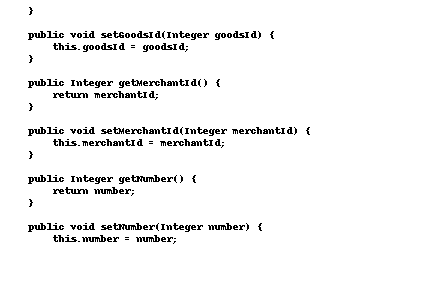 }
public void setGoodsId(Integer goodsId) {
this.goodsId = goodsId;
}
public Integer getMerchantId() {
return merchantId;
}
public void setMerchantId(Integer merchantId) {
this.merchantId = merchantId;
}
public Integer getNumber() {
return number;
}
public void setNumber(Integer number) {
this.number = number;